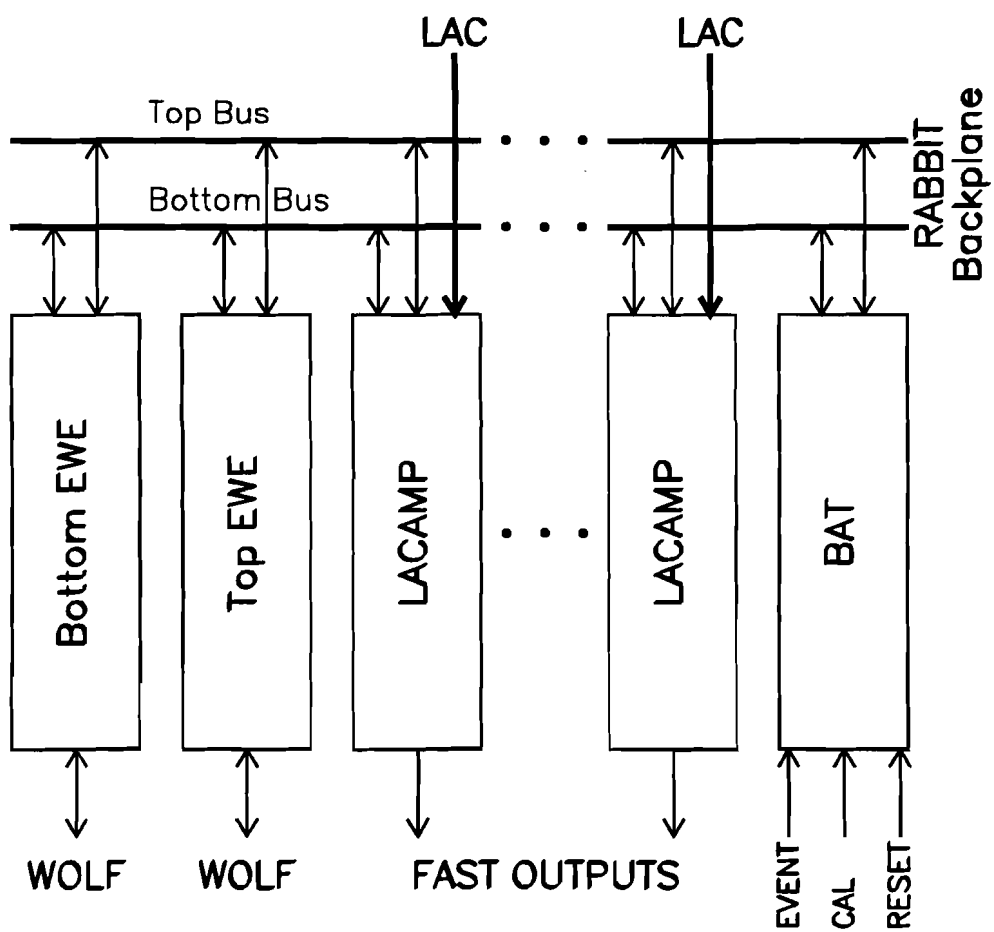 LAC
LAC
Top Bus
Bottom Bus
RABBIT
Backplane
Bottom EWE
Top EWE
LACAMP
LACAMP
BAT
WOLF
WOLF
FAST OUTPUTS
EVENT
CAL
RESET